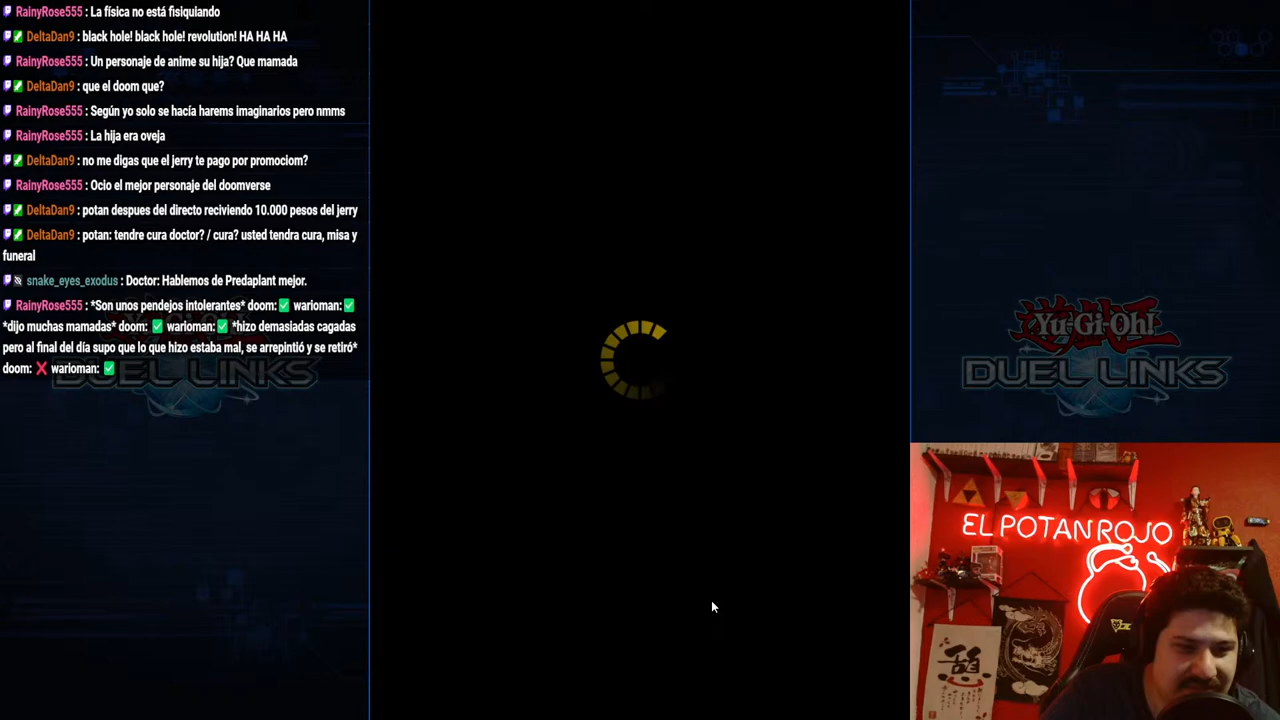 RainyRose555 : La física no está fisiquiando
DeltaDan9 : black hole! black hole! revolution! HA HA HA
RainyRose555 : Un personaje de anime su hija? Que mamada
DeltaDan9 : que el doom que?
RainyRose555 : Según yo solo se hacía harems imaginarios pero nmms
RainyRose555 : La hija era oveja
DeltaDan9 : no me digas que el jerry te pago por promociom?
RainyRose555 : Ocio el mejor personaje del doomverse
DeltaDan9 : potan despues del directo reciviendo 10.000 pesos del jerry
DeltaDan9 : potan: tendre cura doctor? / cura? usted tendra cura, misa y
funeral
snake_eyes_exodus : Doctor: Hablemos de Predaplant mejor.
RainyRose555 : *Son unos pendejos intolerantes* doom:✅ warioman:✅
*dijo muchas mamadas* doom: ✅ warioman:✅ *hizo demasiadas cagadas
pero al final del día supo que lo que hizo estaba mal, se arrepintió y se retiró*
doom: ❌ warioman: ✅
DUEL LINKS
Yu-Gi-Oh!
DUEL LINKS
EL POTAN ROJO